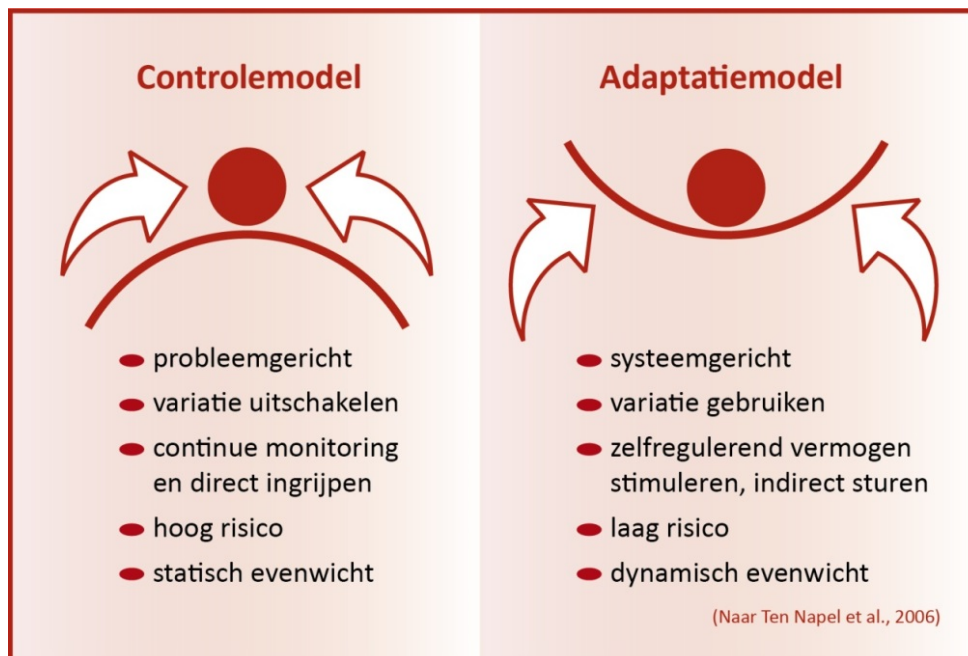 Controlemodel
probleemgericht
variatie uitschakelen
continue monitoring
en direct ingrijpen
hoog risico
statisch evenwicht
Adaptatiemodel
systeemgericht
variatie gebruiken
zelfregulerend vermogen
stimuleren, indirect sturen
laag risico
dynamisch evenwicht
(Naar Ten Napel et al., 2006)